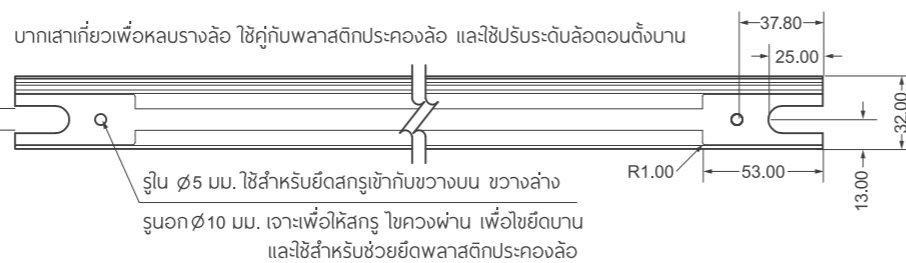 บากเสาเกี่ยวเพื่อหลบรางล้อ ใช้คู่กับพลาสติกประคองล้อ และใช้ปรับระดับล้อตอนตั้งบาน
37.80
25.00
32.00
13.00
R1.00
53.00
รูใน Ø5 มม. ใช้สำหรับยึดสกรูเข้ากับขวางบน ขวางล่าง
รูนอก Ø10 มม. เจาะเพื่อให้สกรู ไขควงผ่าน เพื่อไขยึดบาน
และใช้สำหรับช่วยยึดพลาสติกประคองล้อ